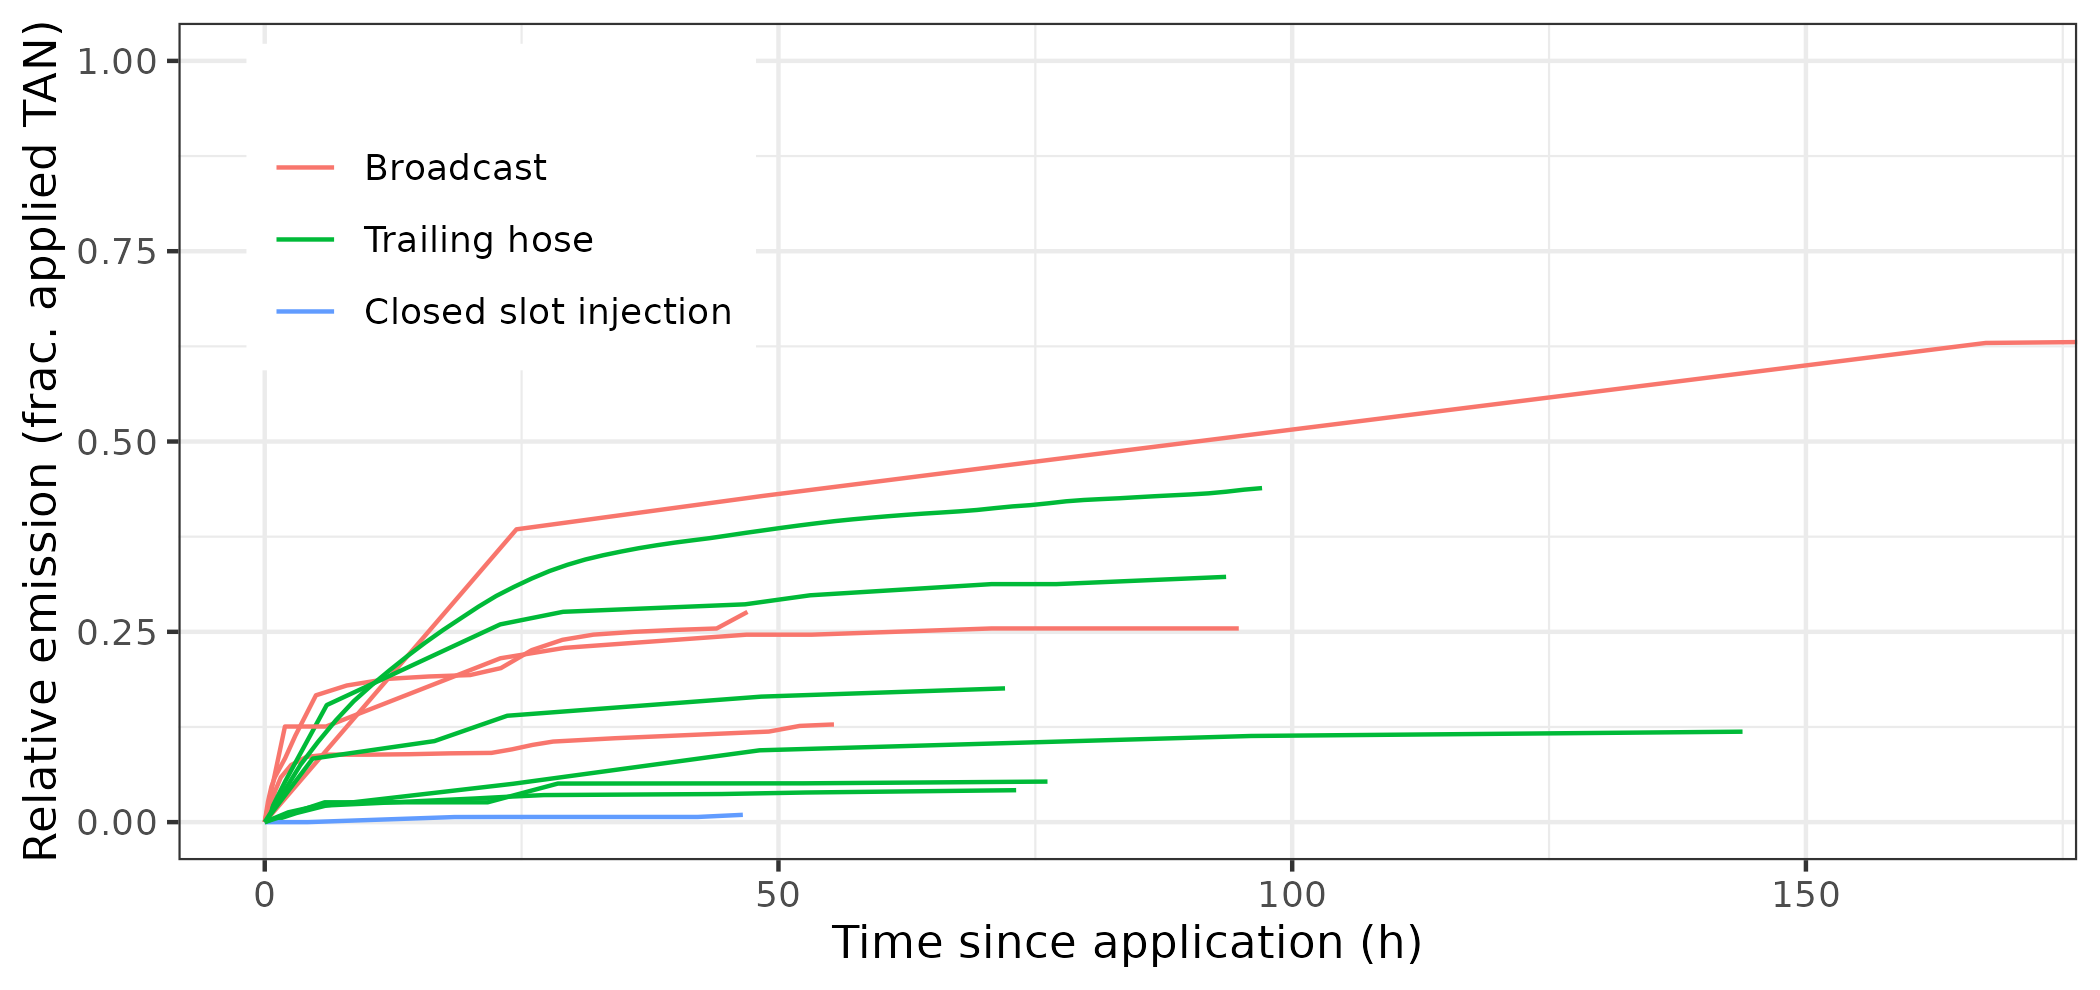 Relative emission (frac. applied TAN)
1.00
0.75
0.50
0.25
0.00
Broadcast
Trailing hose
Closed slot injection
0 50 100 150
Time since application (h)